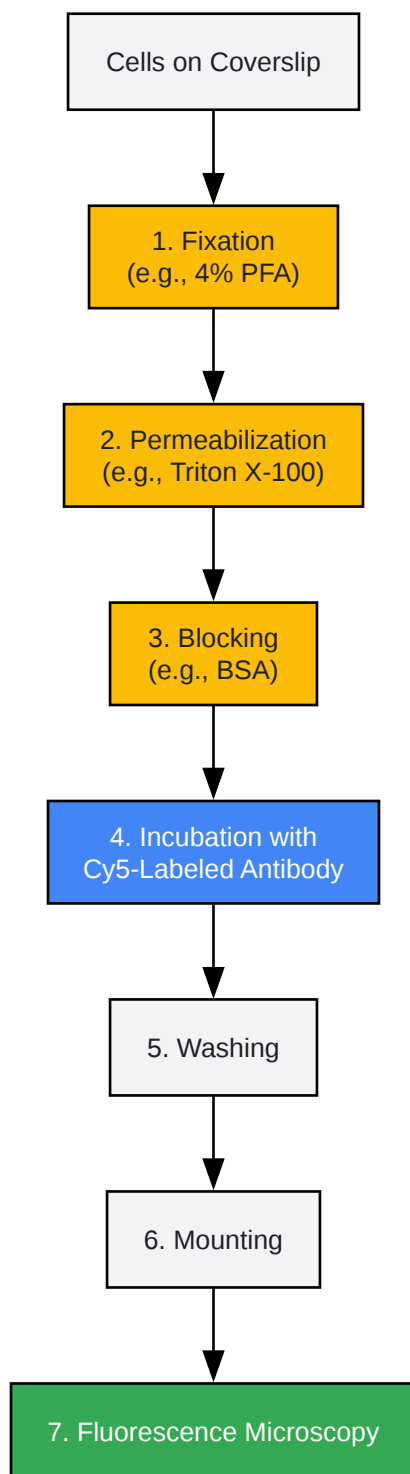 Cells on Coverslip
1. Fixation
(e.g., 4% PFA)
2. Permeabilization
(e.g., Triton X-100)
3. Blocking
(e.g., BSA)
4. Incubation with
Cy5-Labeled Antibody
5. Washing
6. Mounting
7. Fluorescence Microscopy